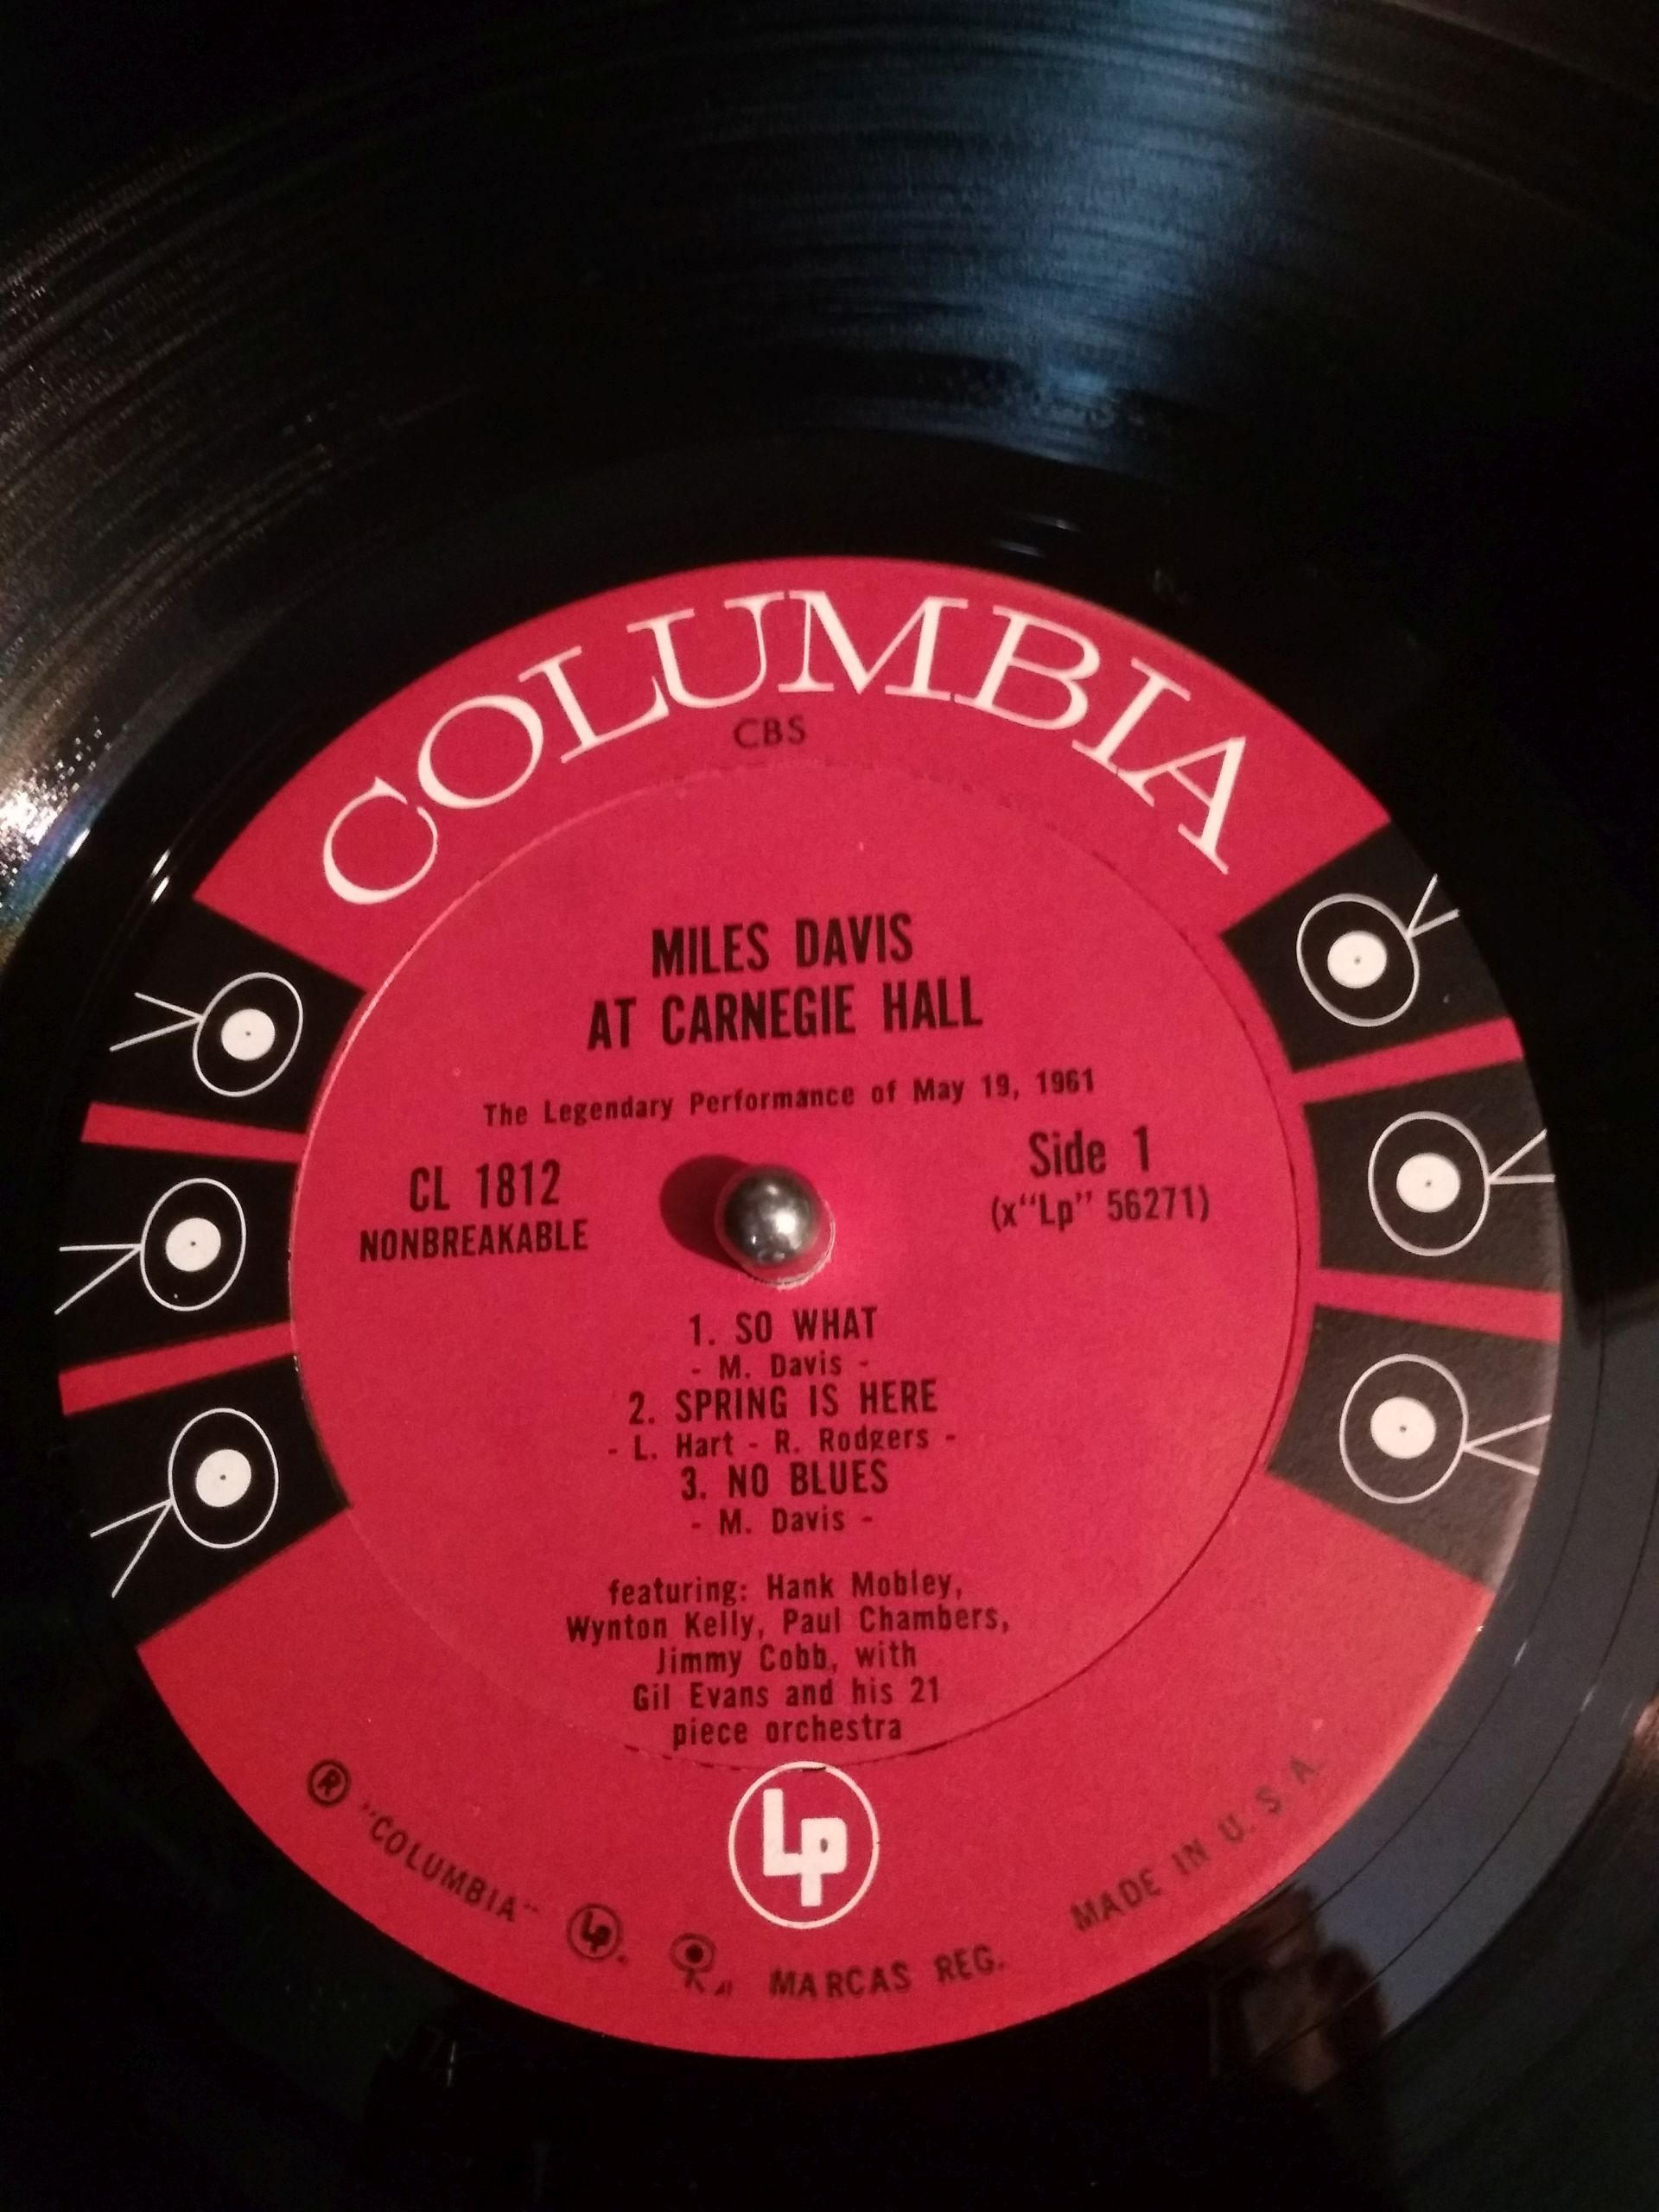 COLUMBIA
CBS
MILES DAVIS
AT CARNEGIE HALL
The Legendary Performance of May 19, 1961
CL 1812
NONBREAKABLE
Side 1
(x“Lp” 56271)
1. SO WHAT
- M. Davis -
2. SPRING IS HERE
- L. Hart - R. Rodgers -
3. NO BLUES
- M. Davis -
featuring: Hank Mobley,
Wynton Kelly, Paul Chambers,
Jimmy Cobb, with
Gil Evans and his 21
piece orchestra
Lp
® "COLUMBIA" Lp. MARCAS REG. MADE IN U. S. A.